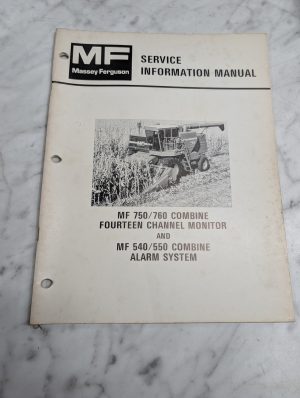 MF
Massey Ferguson
SERVICE
INFORMATION MANUAL
MF 750/760 COMBINE
FOURTEEN CHANNEL MONITOR
AND
MF 540/550 COMBINE
ALARM SYSTEM